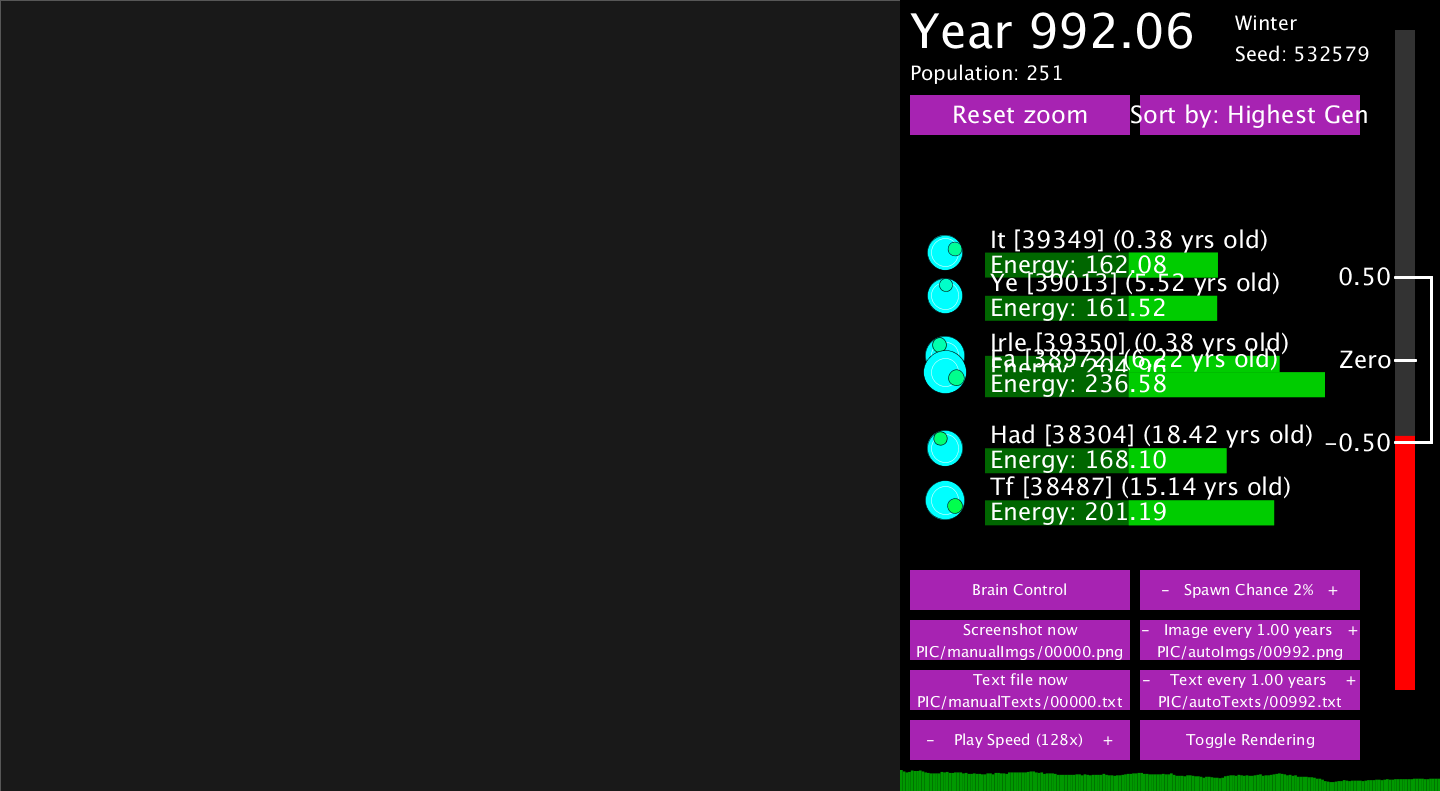 Year 992.06
Winter
Seed: 532579
Population: 251
Reset zoom
Sort by: Highest Gen
It [39349] (0.38 yrs old)
Energy: 162.08
Ye [39013] (5.52 yrs old)
Energy: 161.52
Irle [39350] (0.38 yrs old)
Fa [38972] (6.22 yrs old)
Energy: 236.58
Had [38304] (18.42 yrs old)
Energy: 168.10
Tf [38487] (15.14 yrs old)
Energy: 201.19
0.50
Zero
-0.50
Brain Control
- Spawn Chance 2% +
Screenshot now
PIC/manualImgs/00000.png
- Image every 1.00 years +
PIC/autoImgs/00992.png
Text file now
PIC/manualTexts/00000.txt
- Text every 1.00 years +
PIC/autoTexts/00992.txt
- Play Speed (128x) +
Toggle Rendering